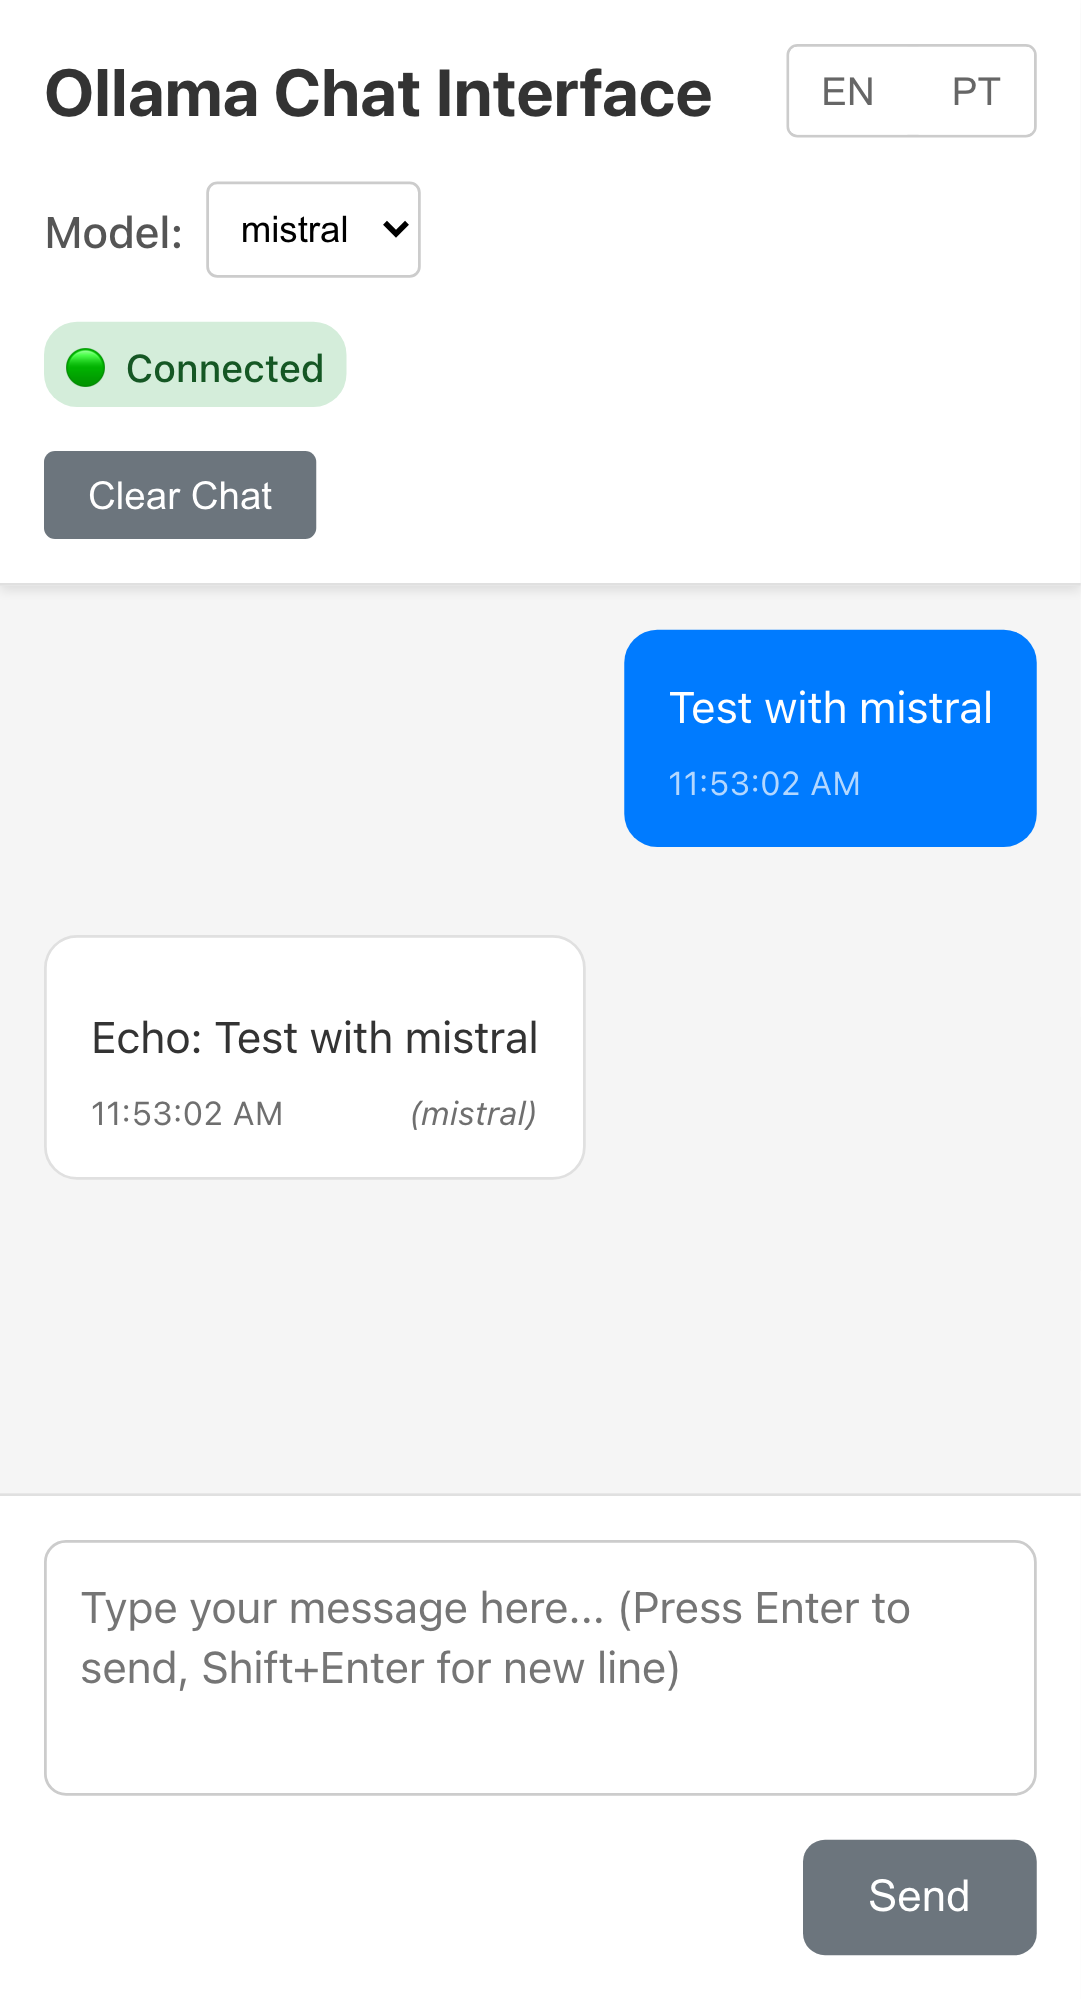 Ollama Chat Interface
EN PT
Model: mistral
Connected
Clear Chat
Test with mistral
11:53:02 AM
Echo: Test with mistral
11:53:02 AM (mistral)
Type your message here... (Press Enter to
send, Shift+Enter for new line)
Send